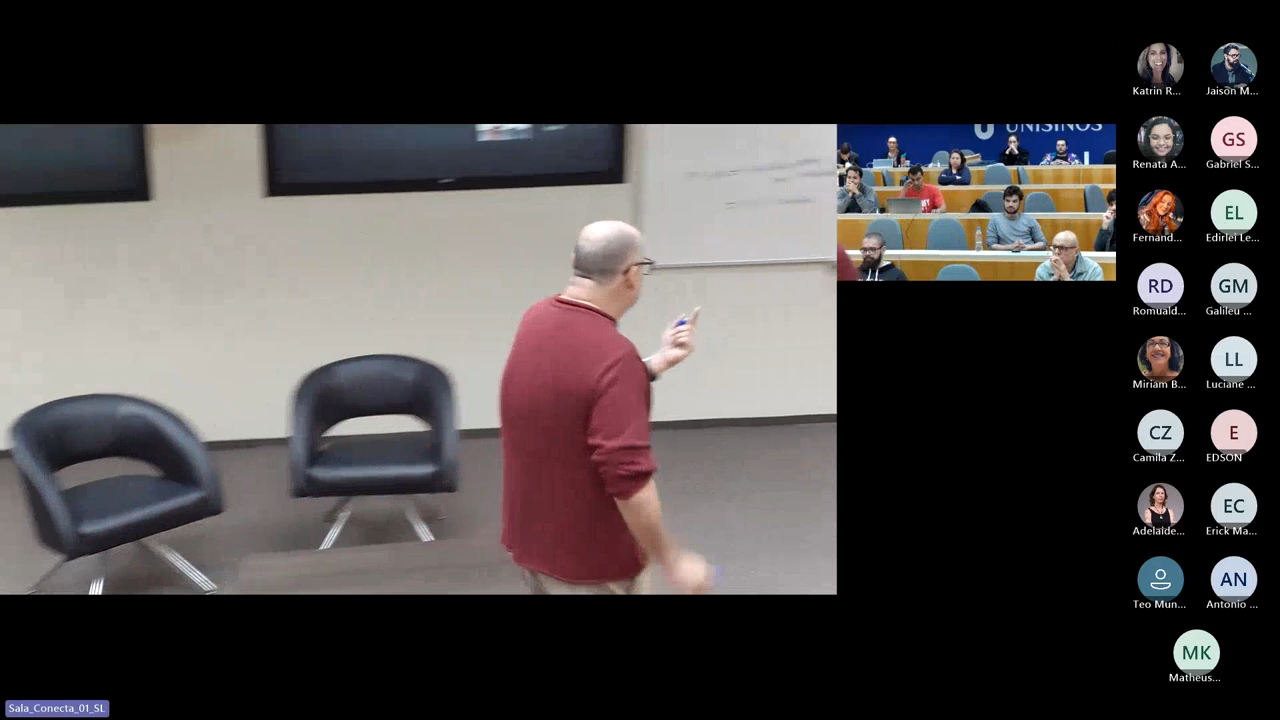 UNISINOS
Katrin R...
Jaison M...
Renata A...
GS
Gabriel S...
Fernand...
EL
Edirlei Le...
RD
Romuald...
GM
Galileu ...
Miriam B...
LL
Luciane ...
CZ
Camila Z...
E
EDSON
Adelaide...
EC
Erick Ma...
Teo Mun...
AN
Antonio ...
MK
Matheus...
Sala_Conecta_01_SL